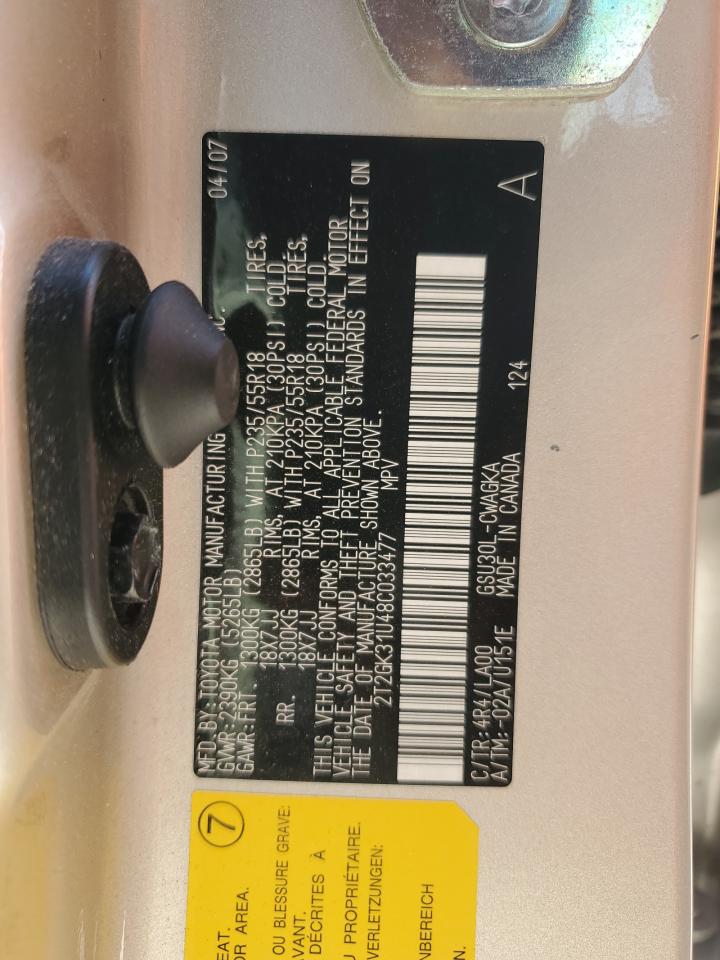 04/07
MFD BY:TOYOTA MOTOR MANUFACTURING NC.
GVWR:2390KG (5265LB)
GAWR:FRT. 1300KG (2865LB) WITH P235/55R18 TIRES,
18X7JJ RIMS, AT 210KPA (30PSI) COLD.
RR. 1300KG (2865LB) WITH P235/55R18 TIRES,
18X7JJ RIMS, AT 210KPA (30PSI) COLD.
THIS VEHICLE CONFORMS TO ALL APPLICABLE FEDERAL MOTOR
VEHICLE SAFETY AND THEFT PREVENTION STANDARDS IN EFFECT ON
THE DATE OF MANUFACTURE SHOWN ABOVE.
2T2GK31U48C033477 MPV
C/TR:4R4/LA00 GSU30L-CWAGKA
A/TM:-02A/U151E MADE IN CANADA 124
A
7
EAT.
OR AREA.
OU BLESSURE GRAVE:
AVANT.
DÉCRITES À
U PROPRIÉTAIRE.
VERLETZUNGEN:
NBEREICH
N.